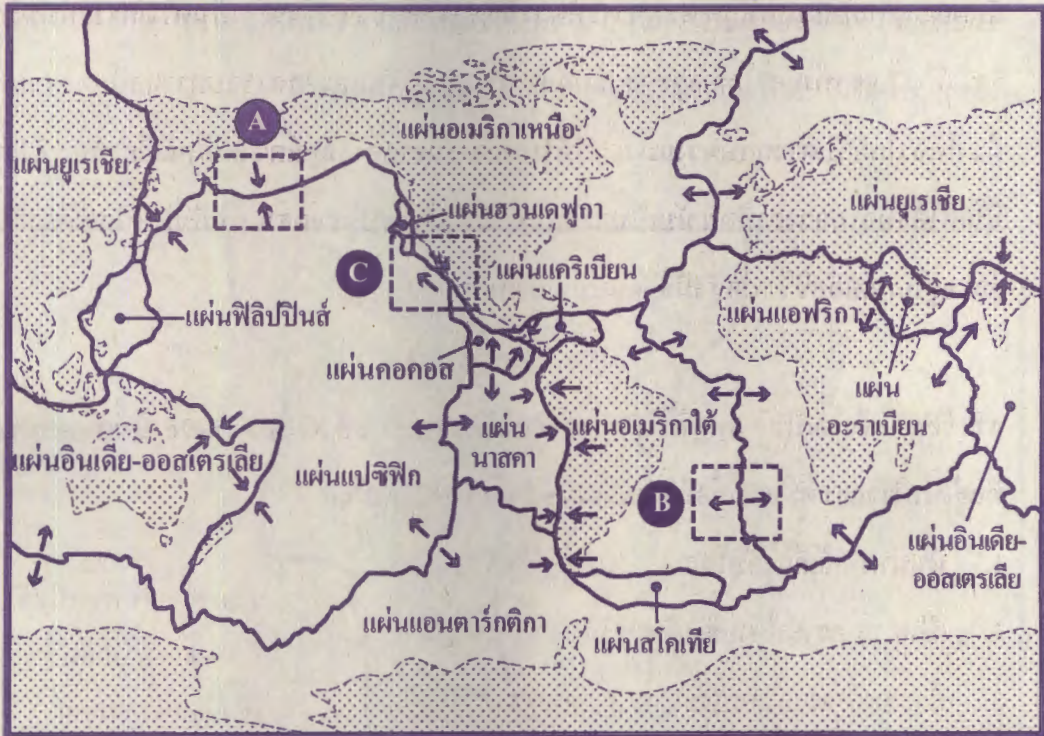 A
แผ่นอเมริกาเหนือ
แผ่นยูเรเชีย
แผ่นยูเรเชีย
แผ่นฮวนเดฟูกา
C
แผ่นแคริเบียน
แผ่นฟิลิปปินส์
แผ่นแอฟริกา
แผ่นคอคอส
แผ่น
อะราเบียน
แผ่นอินเดีย-ออสเตรเลีย
แผ่นแปซิฟิก
แผ่น
นาสคา
แผ่นอเมริกาใต้
B
แผ่นอินเดีย-
ออสเตรเลีย
แผ่นแอนตาร์กติกา
แผ่นสโคเทีย